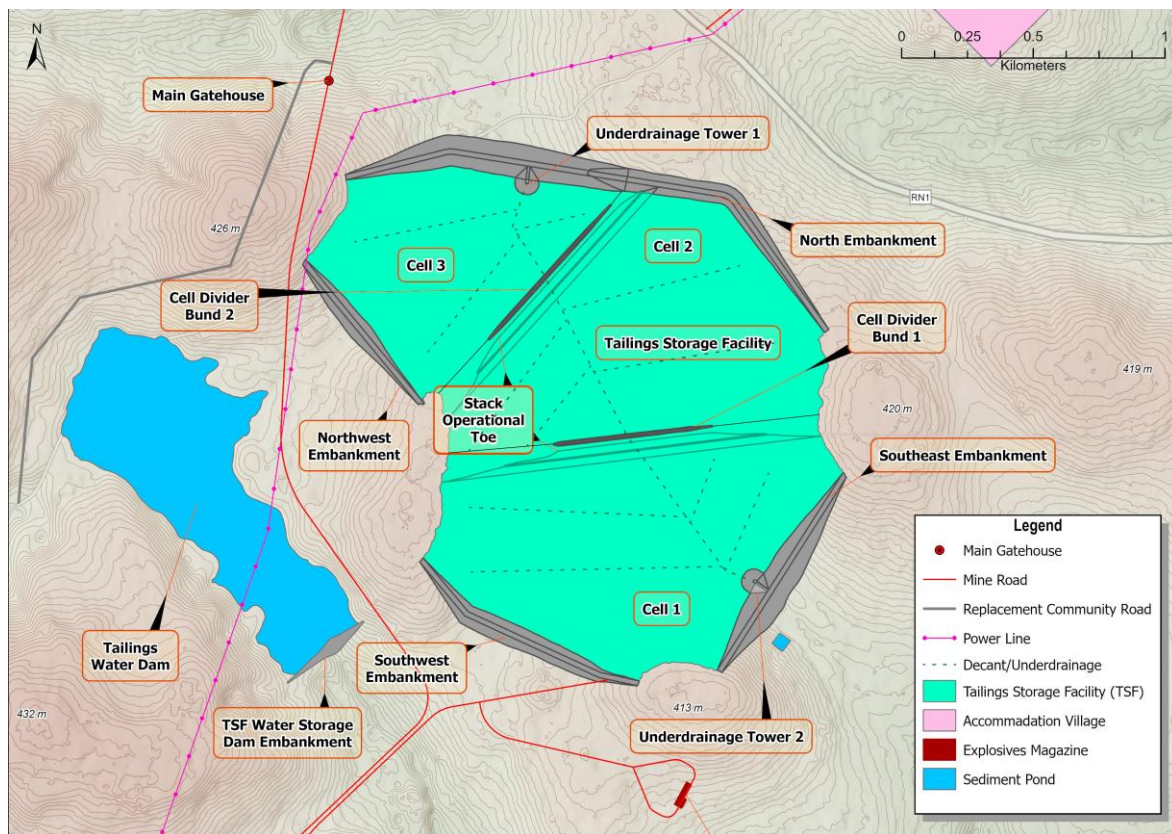 N
0 0.25 0.5 1
Kilometers
Main Gatehouse
Underdrainage Tower 1
RN1
North Embankment
426 m
Cell 2
Cell 3
Cell Divider
Bund 2
Cell Divider
Bund 1
Tailings Storage Facility
419 m
420 m
Stack
Operational
Toe
Northwest
Embankment
Southeast Embankment
Cell 1
Tailings
Water Dam
Southwest
Embankment
432 m
TSF Water Storage
Dam Embankment
413 m
Underdrainage Tower 2
Legend
Main Gatehouse
Mine Road
Replacement Community Road
Power Line
Decant/Underdrainage
Tailings Storage Facility (TSF)
Accommadation Village
Explosives Magazine
Sediment Pond